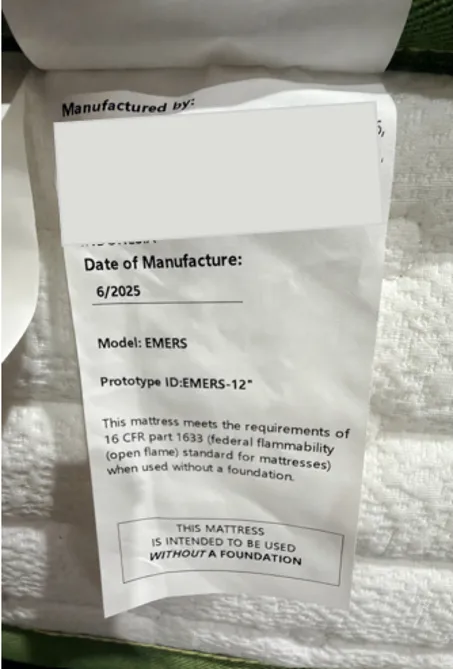 Manufactured by:
Date of Manufacture:
6/2025
Model: EMERS
Prototype ID:EMERS-12"
This mattress meets the requirements of
16 CFR part 1633 (federal flammability
(open flame) standard for mattresses)
when used without a foundation.
THIS MATTRESS
IS INTENDED TO BE USED
WITHOUT A FOUNDATION